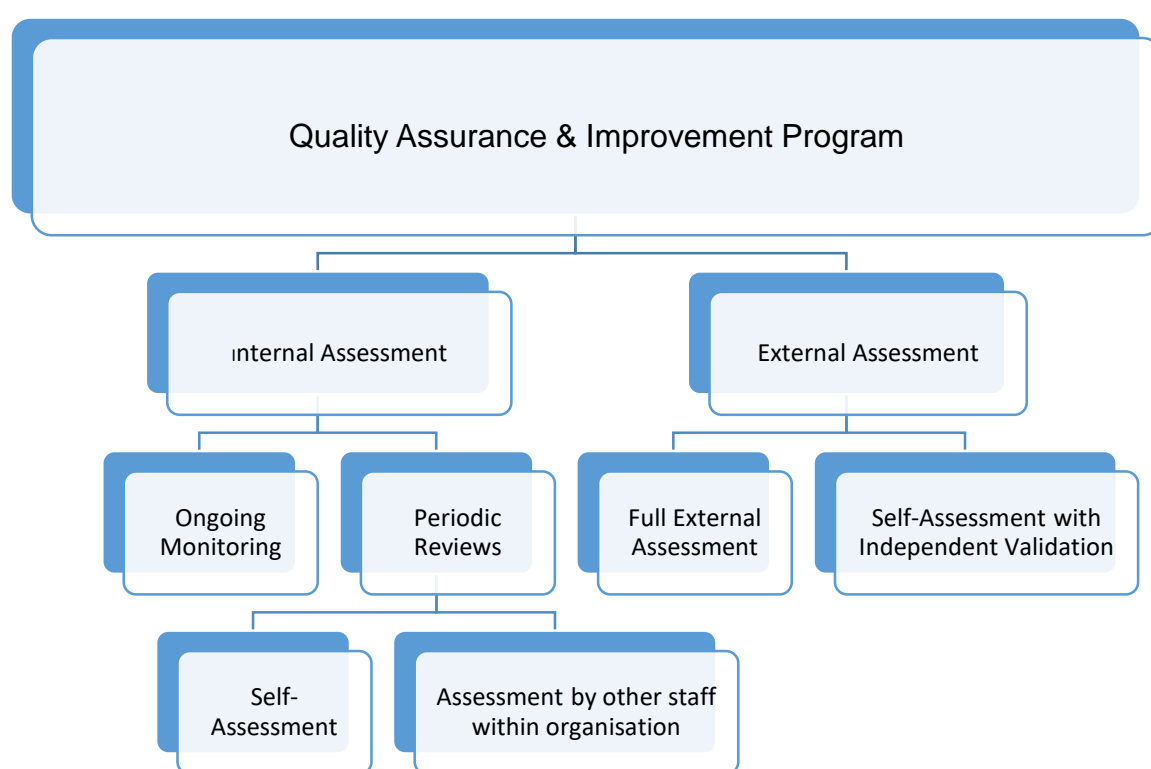 Quality Assurance & Improvement Program
Internal Assessment
External Assessment
Ongoing
Monitoring
Periodic
Reviews
Full External
Assessment
Self-Assessment with
Independent Validation
Self-
Assessment
Assessment by other staff
within organisation